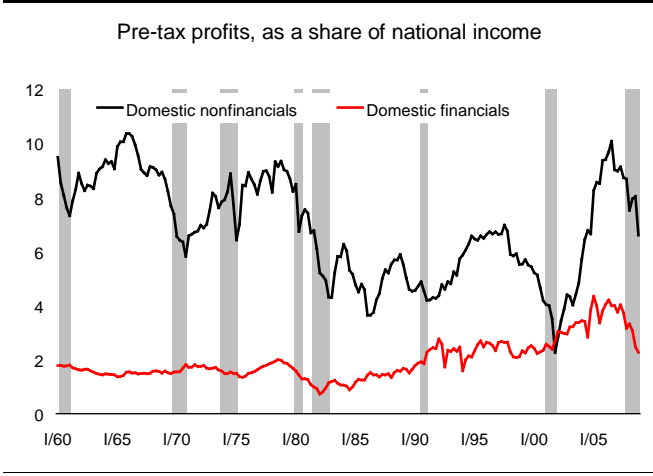 Pre-tax profits, as a share of national income
12
Domestic nonfinancials Domestic financials
10
8
6
4
2
0
I/60 I/65 I/70 I/75 I/80 I/85 I/90 I/95 I/00 I/05